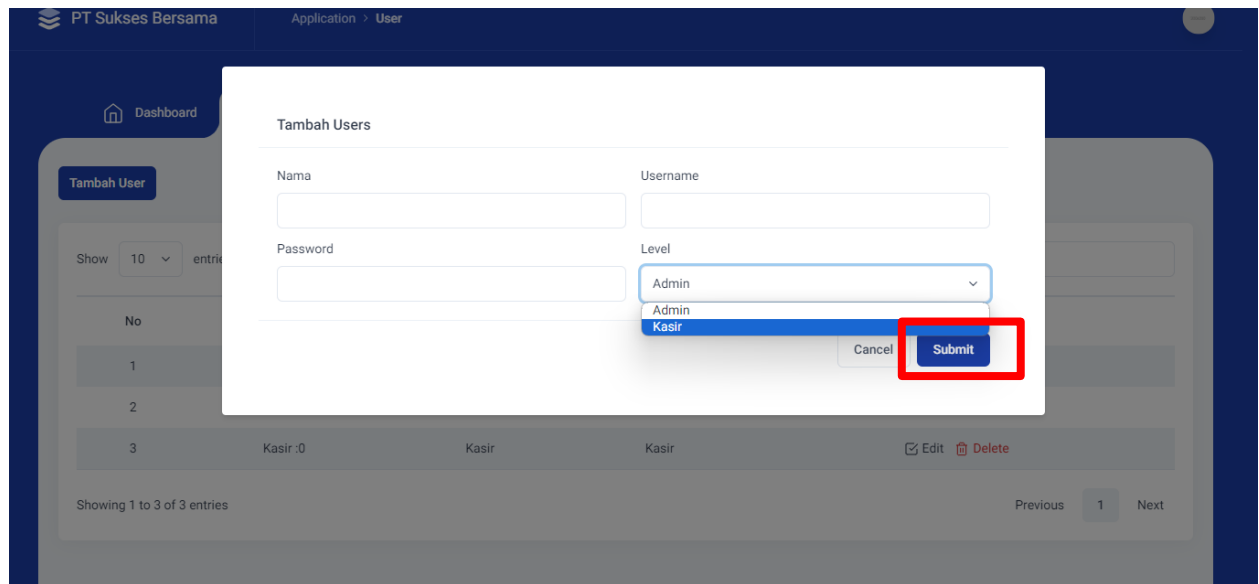 PT Sukses Bersama
Application > User
Dashboard
Tambah Users
Nama
Username
Tambah User
Password
Level
Show 10 entrie
Admin
Admin
Kasir
No
Cancel
Submit
1
2
3 Kasir :0 Kasir Kasir Edit Delete
Showing 1 to 3 of 3 entries
Previous 1 Next